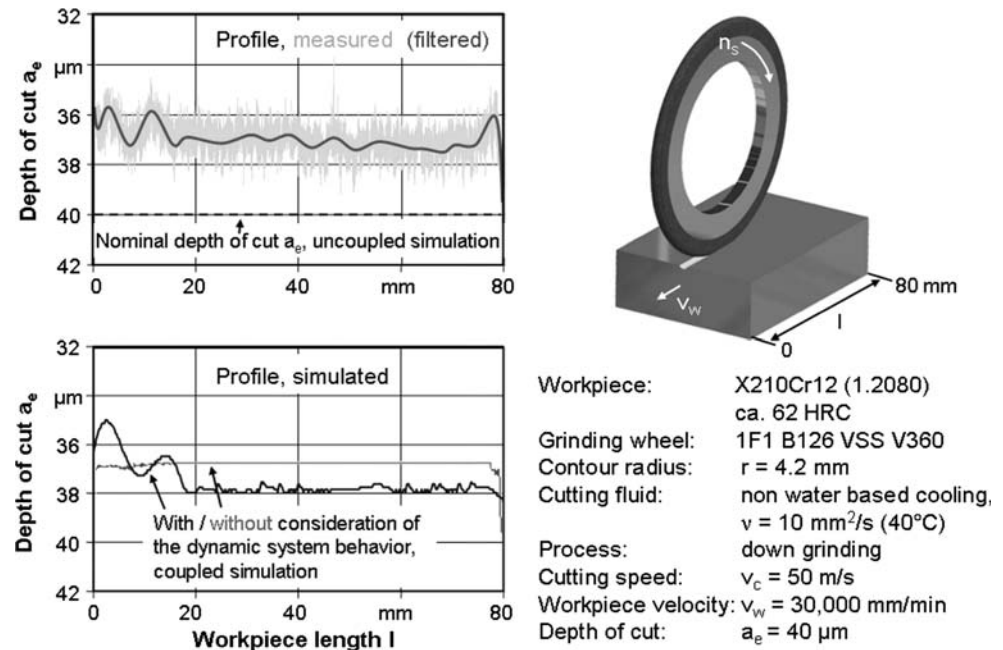 32
µm
36
38
40
42
Depth of cut aₑ
Profile, measured (filtered)
Nominal depth of cut aₑ, uncoupled simulation
0
20
40
mm
80
32
µm
36
38
40
42
Depth of cut aₑ
Profile, simulated
With / without consideration of
the dynamic system behavior,
coupled simulation
0
20
40
mm
80
Workpiece length l
nₛ
v_w
80 mm
l
0
Workpiece: X210Cr12 (1.2080)
ca. 62 HRC
Grinding wheel: 1F1 B126 VSS V360
Contour radius: r = 4.2 mm
Cutting fluid: non water based cooling,
ν = 10 mm²/s (40°C)
Process: down grinding
Cutting speed: v_c = 50 m/s
Workpiece velocity: v_w = 30,000 mm/min
Depth of cut: aₑ = 40 µm